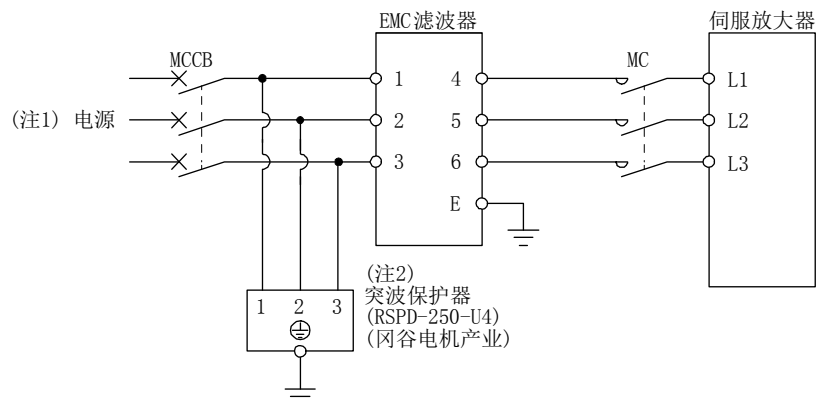 EMC滤波器
伺服放大器
MCCB
MC
1
4
L1
(注1) 电源
2
5
L2
3
6
L3
E
(注2)
突波保护器
(RSPD-250-U4)
(冈谷电机产业)
1 2 3